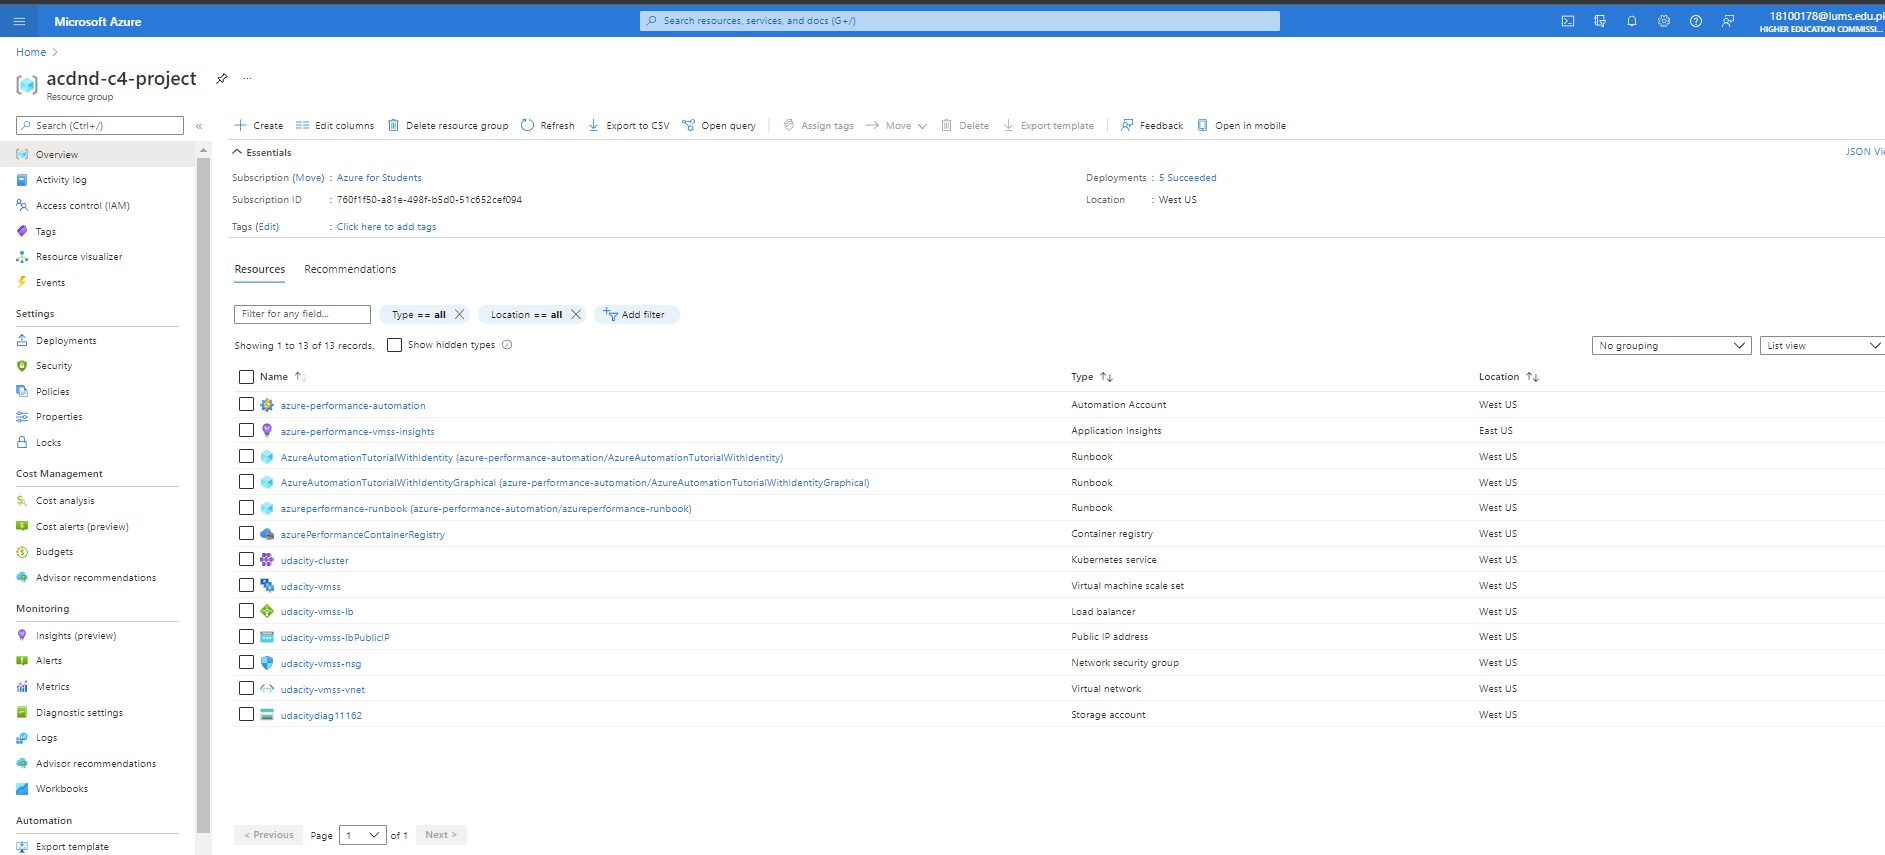 Microsoft Azure
Search resources, services, and docs (G+/)
18100178@lums.edu.pk
HIGHER EDUCATION COMMISSI...
Home
acdnd-c4-project
...
Resource group
Search (Ctrl+/)
«
Create
Edit columns
Delete resource group
Refresh
Export to CSV
Open query
Assign tags
Move
Delete
Export template
Feedback
Open in mobile
Overview
Activity log
Access control (IAM)
Tags
Resource visualizer
Events
Settings
Deployments
Security
Policies
Properties
Locks
Cost Management
Cost analysis
Cost alerts (preview)
Budgets
Advisor recommendations
Monitoring
Insights (preview)
Alerts
Metrics
Diagnostic settings
Logs
Advisor recommendations
Workbooks
Automation
Export template
Essentials
JSON Vie
Subscription (Move) : Azure for Students
Deployments : 5 Succeeded
Subscription ID : 760f1f50-a81e-498f-b5d0-51c652cef094
Location : West US
Tags (Edit) : Click here to add tags
Resources Recommendations
Filter for any field...
Type == all
Location == all
Add filter
Showing 1 to 13 of 13 records.
Show hidden types
No grouping
List view
Name Type Location
azure-performance-automation Automation Account West US
azure-performance-vmss-insights Application Insights East US
AzureAutomationTutorialWithIdentity (azure-performance-automation/AzureAutomationTutorialWithIdentity) Runbook West US
AzureAutomationTutorialWithIdentityGraphical (azure-performance-automation/AzureAutomationTutorialWithIdentityGraphical) Runbook West US
azureperformance-runbook (azure-performance-automation/azureperformance-runbook) Runbook West US
azurePerformanceContainerRegistry Container registry West US
udacity-cluster Kubernetes service West US
udacity-vmss Virtual machine scale set West US
udacity-vmss-lb Load balancer West US
udacity-vmss-lbPublicIP Public IP address West US
udacity-vmss-nsg Network security group West US
udacity-vmss-vnet Virtual network West US
udacitydiag11162 Storage account West US
< Previous Page 1 of 1 Next >